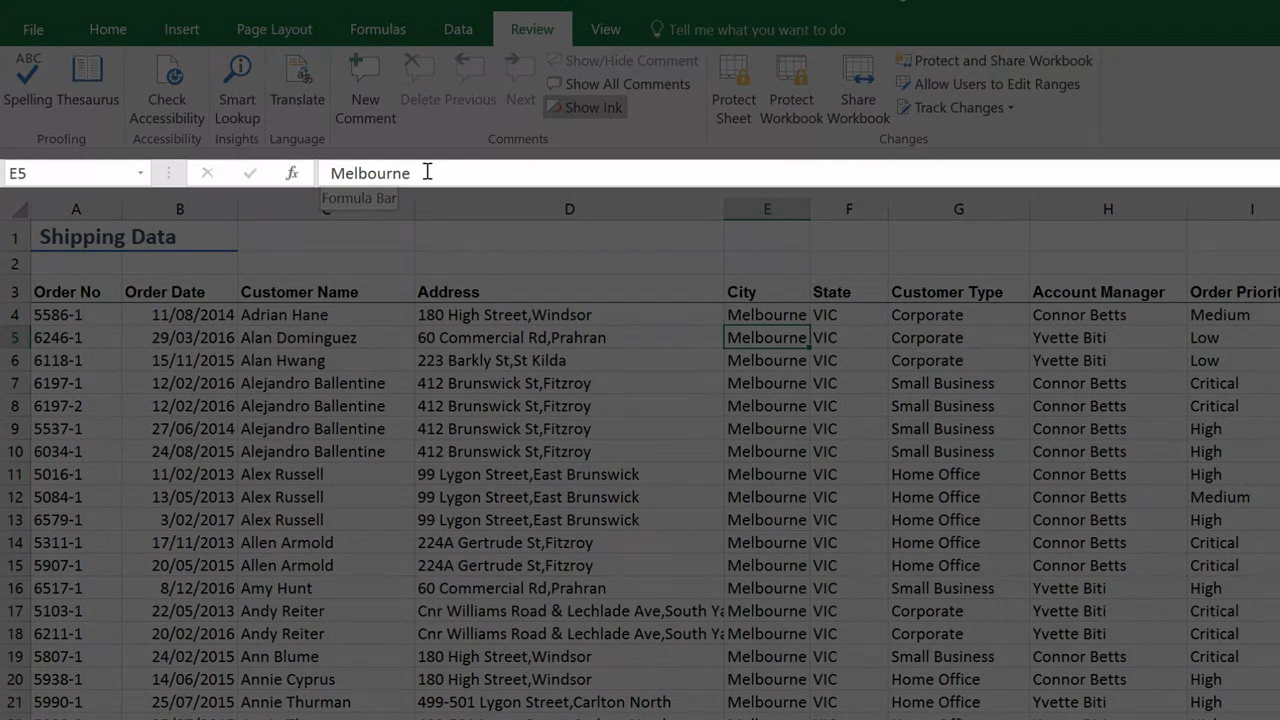 File Home Insert Page Layout Formulas Data Review View Tell me what you want to do
ABC Show/Hide Comment Protect and Share Workbook
Show All Comments Allow Users to Edit Ranges
Spelling Thesaurus Check Accessibility Smart Lookup Translate New Comment Delete Previous Next Show Ink Protect Sheet Protect Workbook Share Workbook Track Changes
Proofing Accessibility Insights Language Comments Changes
E5 fx Melbourne
Formula Bar
A B C D E F G H I
1 Shipping Data
2
3 Order No Order Date Customer Name Address City State Customer Type Account Manager Order Priorit
4 5586-1 11/08/2014 Adrian Hane 180 High Street,Windsor Melbourne VIC Corporate Connor Betts Medium
5 6246-1 29/03/2016 Alan Dominguez 60 Commercial Rd,Prahran Melbourne VIC Corporate Yvette Biti Low
6 6118-1 15/11/2015 Alan Hwang 223 Barkly St,St Kilda Melbourne VIC Corporate Yvette Biti Low
7 6197-1 12/02/2016 Alejandro Ballentine 412 Brunswick St,Fitzroy Melbourne VIC Small Business Connor Betts Critical
8 6197-2 12/02/2016 Alejandro Ballentine 412 Brunswick St,Fitzroy Melbourne VIC Small Business Connor Betts Critical
9 5537-1 27/06/2014 Alejandro Ballentine 412 Brunswick St,Fitzroy Melbourne VIC Small Business Connor Betts High
10 6034-1 24/08/2015 Alejandro Ballentine 412 Brunswick St,Fitzroy Melbourne VIC Small Business Connor Betts High
11 5016-1 11/02/2013 Alex Russell 99 Lygon Street,East Brunswick Melbourne VIC Home Office Connor Betts High
12 5084-1 13/05/2013 Alex Russell 99 Lygon Street,East Brunswick Melbourne VIC Home Office Connor Betts Medium
13 6579-1 3/02/2017 Alex Russell 99 Lygon Street,East Brunswick Melbourne VIC Home Office Connor Betts High
14 5311-1 17/11/2013 Allen Armold 224A Gertrude St,Fitzroy Melbourne VIC Home Office Connor Betts Critical
15 5907-1 20/05/2015 Allen Armold 224A Gertrude St,Fitzroy Melbourne VIC Home Office Connor Betts Critical
16 6517-1 8/12/2016 Amy Hunt 60 Commercial Rd,Prahran Melbourne VIC Small Business Yvette Biti High
17 5103-1 22/05/2013 Andy Reiter Cnr Williams Road & Lechlade Ave,South Ya Melbourne VIC Corporate Yvette Biti Critical
18 6211-1 20/02/2016 Andy Reiter Cnr Williams Road & Lechlade Ave,South Ya Melbourne VIC Corporate Yvette Biti Critical
19 5807-1 24/02/2015 Ann Blume 180 High Street,Windsor Melbourne VIC Small Business Connor Betts Critical
20 5938-1 14/06/2015 Annie Cyprus 180 High Street,Windsor Melbourne VIC Home Office Connor Betts High
21 5990-1 25/07/2015 Annie Thurman 499-501 Lygon Street,Carlton North Melbourne VIC Home Office Yvette Biti High